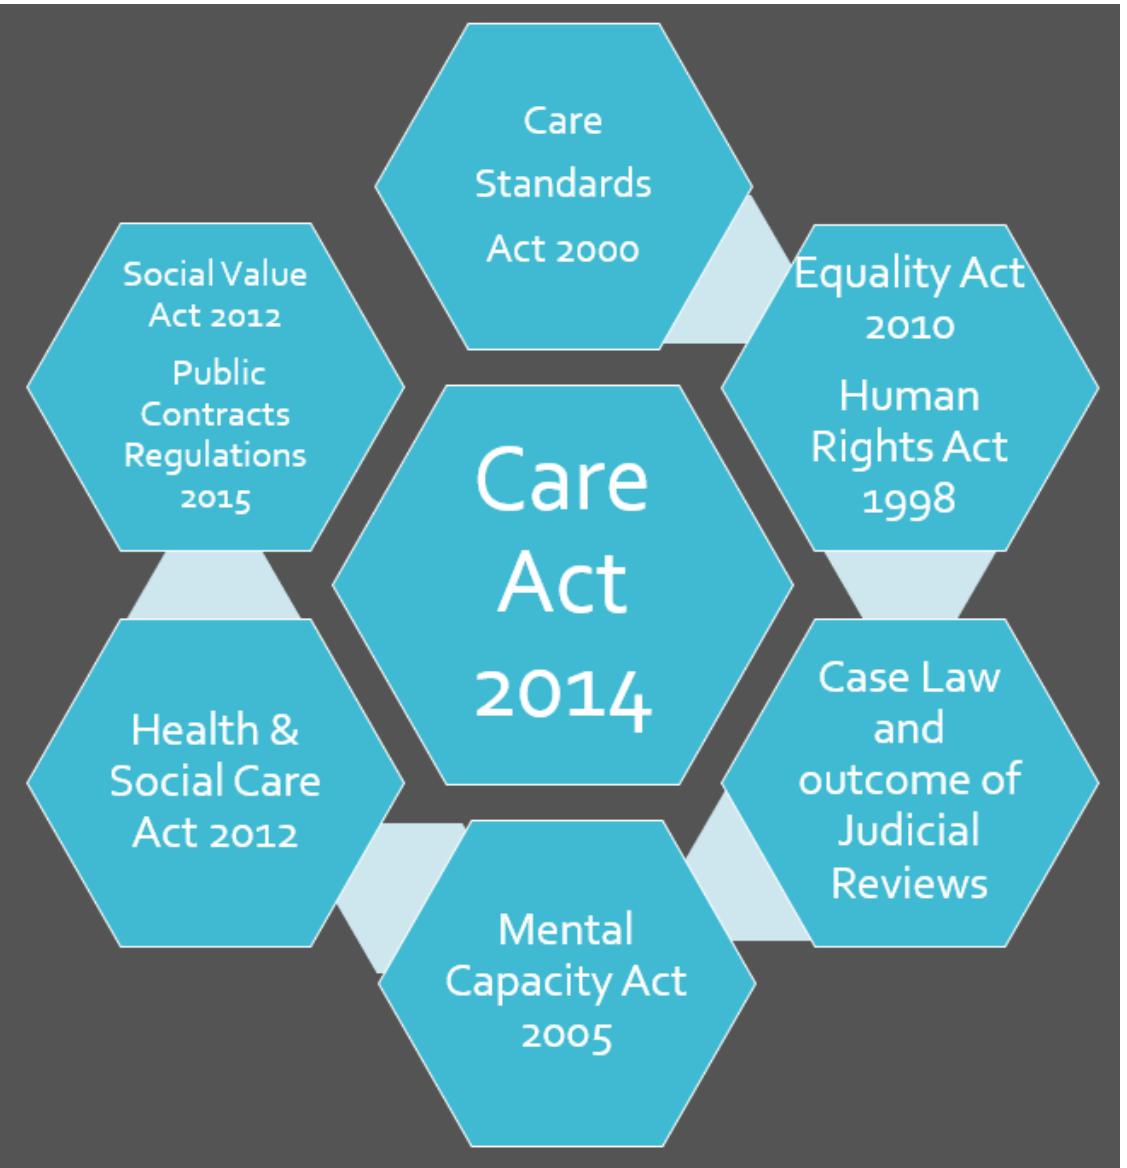 Care
Standards
Act 2000
Equality Act
2010
Human
Rights Act
1998
Case Law
and
outcome of
Judicial
Reviews
Mental
Capacity Act
2005
Health &
Social Care
Act 2012
Social Value
Act 2012
Public
Contracts
Regulations
2015
Care
Act
2014